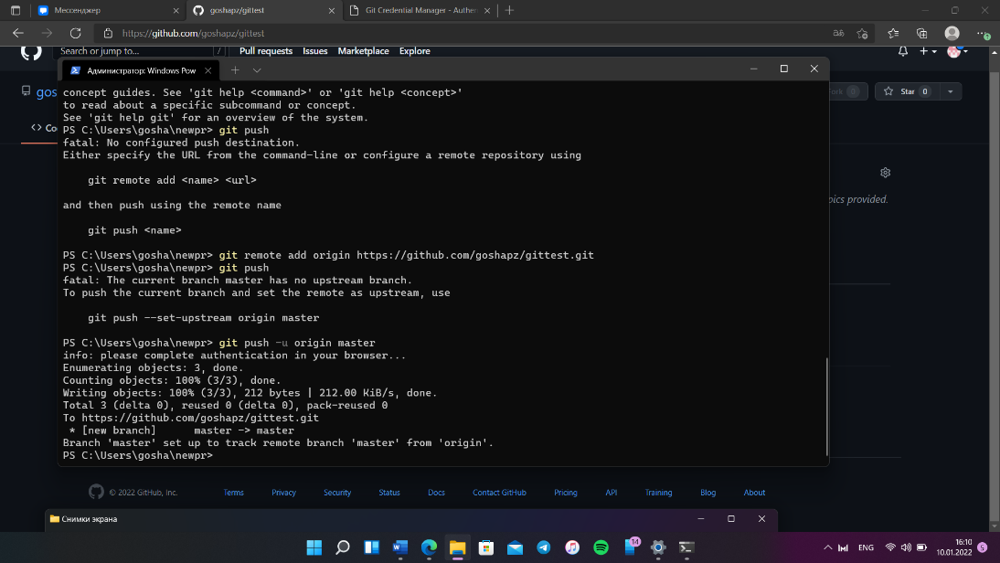 Мессенджер
goshapz/gittest
Git Credential Manager - Authen
https://github.com/goshapz/gittest
Search or jump to...
/
Pull requests
Issues
Marketplace
Explore
Администратор: Windows Pow
gos
Fork 0
Star 0
<> Co
concept guides. See 'git help <command>' or 'git help <concept>'
to read about a specific subcommand or concept.
See 'git help git' for an overview of the system.
PS C:\Users\gosha\newpr> git push
fatal: No configured push destination.
Either specify the URL from the command-line or configure a remote repository using
git remote add <name> <url>
and then push using the remote name
git push <name>
PS C:\Users\gosha\newpr> git remote add origin https://github.com/goshapz/gittest.git
PS C:\Users\gosha\newpr> git push
fatal: The current branch master has no upstream branch.
To push the current branch and set the remote as upstream, use
git push --set-upstream origin master
PS C:\Users\gosha\newpr> git push -u origin master
info: please complete authentication in your browser...
Enumerating objects: 3, done.
Counting objects: 100% (3/3), done.
Writing objects: 100% (3/3), 212 bytes | 212.00 KiB/s, done.
Total 3 (delta 0), reused 0 (delta 0), pack-reused 0
To https://github.com/goshapz/gittest.git
* [new branch]      master -> master
Branch 'master' set up to track remote branch 'master' from 'origin'.
PS C:\Users\gosha\newpr>
pics provided.
© 2022 GitHub, Inc.
Terms
Privacy
Security
Status
Docs
Contact GitHub
Pricing
API
Training
Blog
About
Снимки экрана
14
ENG
16:10
10.01.2022
5